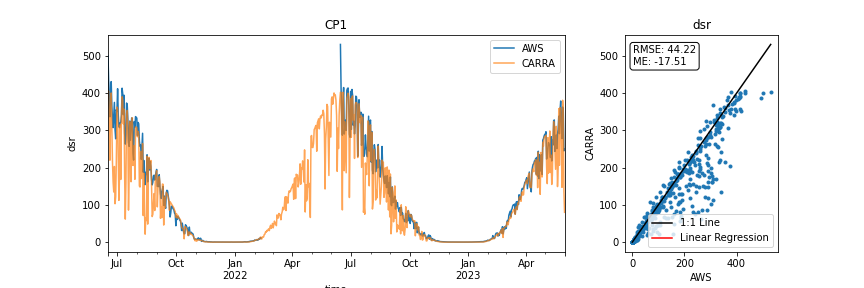 CP1
dsr
500
400
300
200
100
0
dsr
AWS
CARRA
Jul
Oct
Jan
2022
Apr
Jul
Oct
Jan
2023
Apr
dsr
RMSE: 44.22
ME: -17.51
500
400
300
200
100
0
CARRA
1:1 Line
Linear Regression
0
200
400
AWS